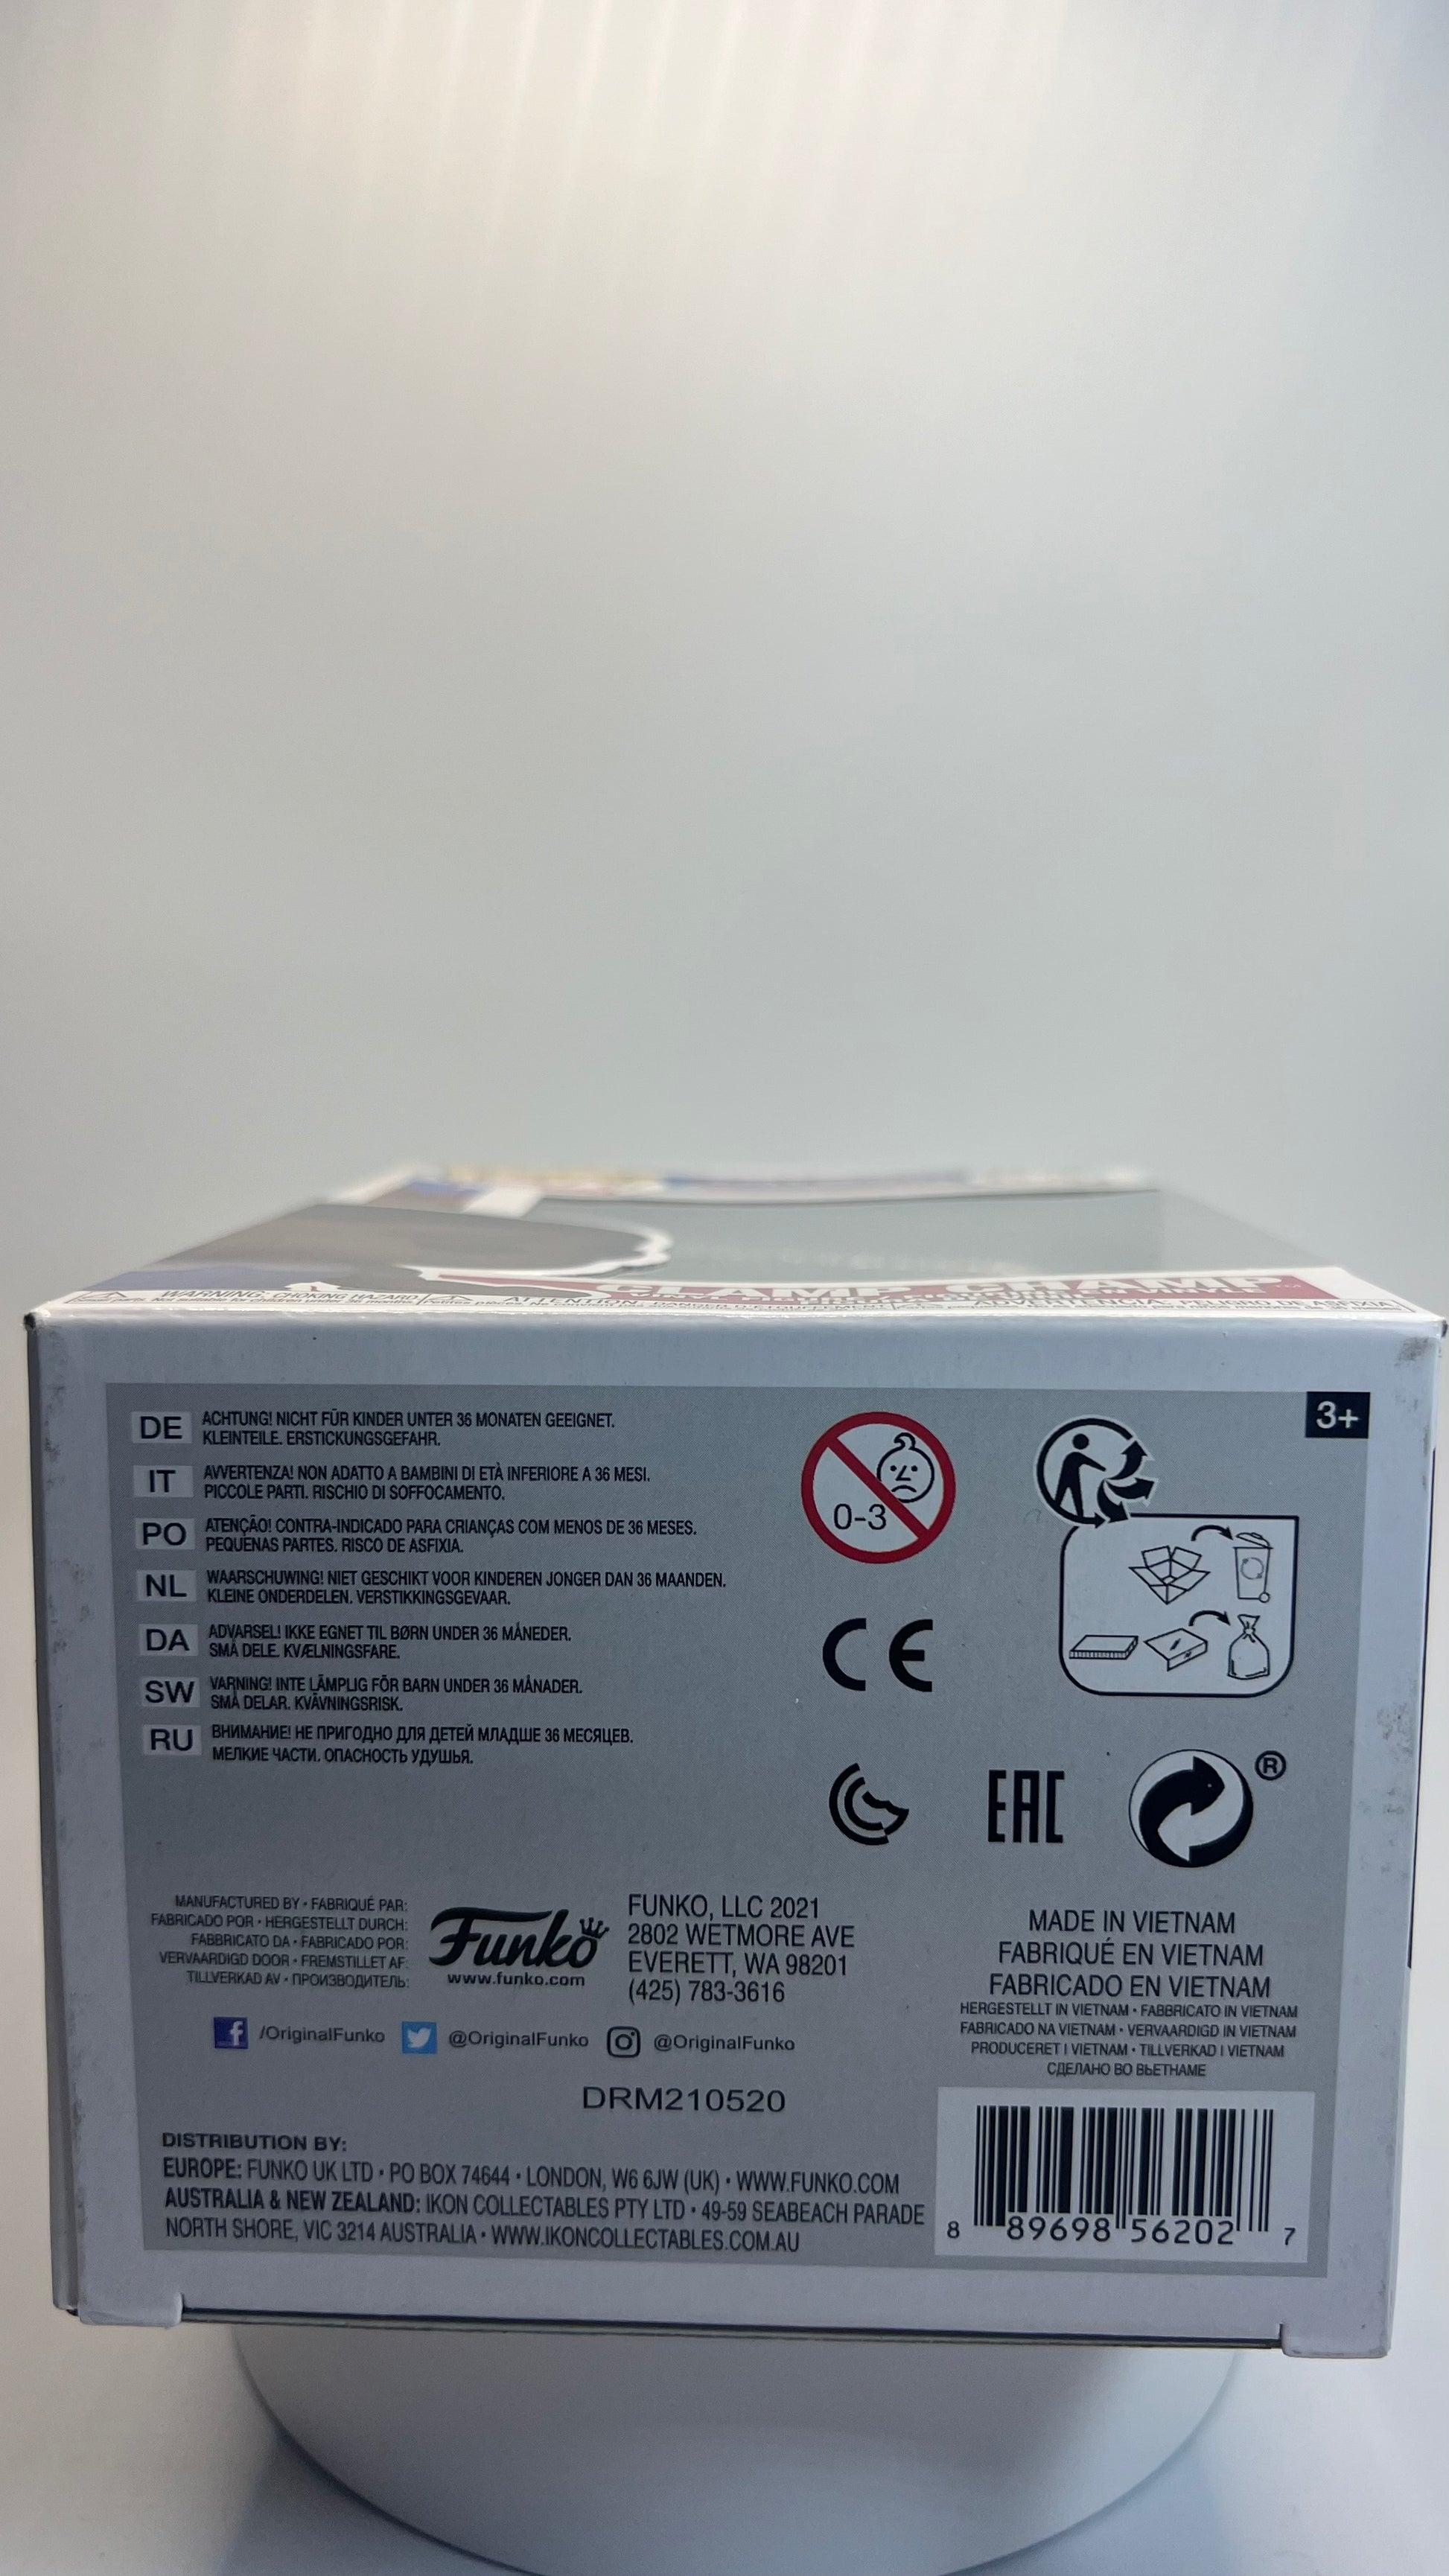 CLAMP CHAMP
WARNING: CHOKING HAZARD
ATTENTION:
ADVERTENCIA: PELIGRO DE ASFIXIA
3+
DE
ACHTUNG! NICHT FÜR KINDER UNTER 36 MONATEN GEEIGNET.
KLEINTEILE. ERSTICKUNGSGEFAHR.
IT
AVVERTENZA! NON ADATTO A BAMBINI DI ETÀ INFERIORE A 36 MESI.
PICCOLE PARTI. RISCHIO DI SOFFOCAMENTO.
PO
ATENÇÃO! CONTRA-INDICADO PARA CRIANÇAS COM MENOS DE 36 MESES.
PEQUENAS PARTES. RISCO DE ASFIXIA.
NL
WAARSCHUWING! NIET GESCHIKT VOOR KINDEREN JONGER DAN 36 MAANDEN.
KLEINE ONDERDELEN. VERSTIKKINGSGEVAAR.
DA
ADVARSEL! IKKE EGNET TIL BØRN UNDER 36 MÅNEDER.
SMÅ DELE. KVÆLNINGSFARE.
SW
VARNING! INTE LÄMPLIG FÖR BARN UNDER 36 MÅNADER.
SMÅ DELAR. KVÄVNINGSRISK.
RU
ВНИМАНИЕ! НЕ ПРИГОДНО ДЛЯ ДЕТЕЙ МЛАДШЕ 36 МЕСЯЦЕВ.
МЕЛКИЕ ЧАСТИ. ОПАСНОСТЬ УДУШЬЯ.
0-3
CE
EAC
®
MANUFACTURED BY • FABRIQUÉ PAR:
FABRICADO POR • HERGESTELLT DURCH:
FABBRICATO DA • FABRICADO POR:
VERVAARDIGD DOOR • FREMSTILLET AF:
TILLVERKAD AV • ПРОИЗВОДИТЕЛЬ:
Funko
www.funko.com
FUNKO, LLC 2021
2802 WETMORE AVE
EVERETT, WA 98201
(425) 783-3616
MADE IN VIETNAM
FABRIQUÉ EN VIETNAM
FABRICADO EN VIETNAM
HERGESTELLT IN VIETNAM • FABBRICATO IN VIETNAM
FABRICADO NA VIETNAM • VERVAARDIGD IN VIETNAM
PRODUCERET I VIETNAM • TILLVERKAD I VIETNAM
СДЕЛАНО ВО ВЬЕТНАМЕ
/OriginalFunko @OriginalFunko @OriginalFunko
DRM210520
DISTRIBUTION BY:
EUROPE: FUNKO UK LTD • PO BOX 74644 • LONDON, W6 6JW (UK) • WWW.FUNKO.COM
AUSTRALIA & NEW ZEALAND: IKON COLLECTABLES PTY LTD • 49-59 SEABEACH PARADE
NORTH SHORE, VIC 3214 AUSTRALIA • WWW.IKONCOLLECTABLES.COM.AU
8 89698 56202 7